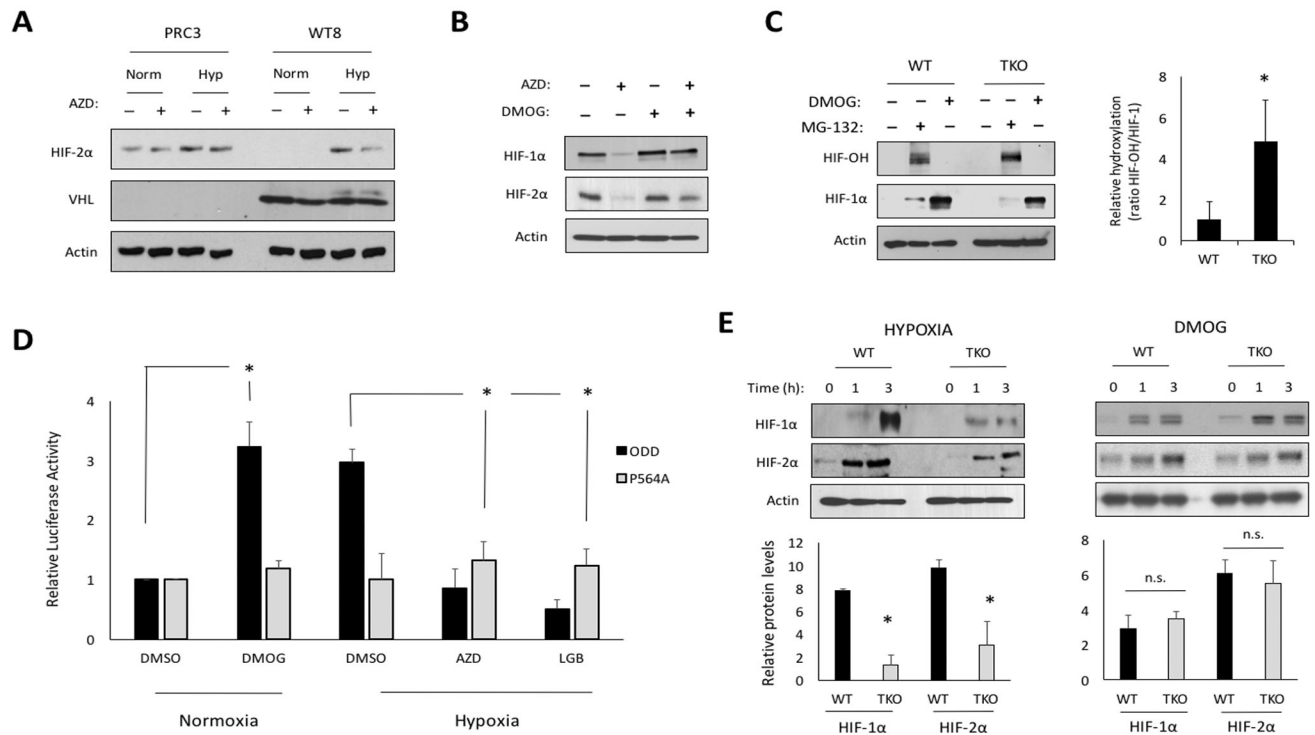 A
PRC3 WT8
Norm Hyp Norm Hyp
AZD: – + – + – + – +
HIF-2α
VHL
Actin
B
AZD: – + – +
DMOG: – – + +
HIF-1α
HIF-2α
Actin
C
WT TKO
DMOG: – – + – – +
MG-132: – + – – + –
HIF-OH
HIF-1α
Actin
Relative hydroxylation
(ratio HIF-OH/HIF-1)
8
6
4
2
0
*
WT TKO
D
Relative Luciferase Activity
4
3
2
1
0
* * *
ODD
P564A
DMSO DMOG DMSO AZD LGB
Normoxia Hypoxia
E
HYPOXIA
WT TKO
Time (h): 0 1 3 0 1 3
HIF-1α
HIF-2α
Actin
Relative protein levels
12
10
8
6
4
2
0
* *
WT TKO WT TKO
HIF-1α HIF-2α
DMOG
WT TKO
0 1 3 0 1 3
8
6
4
2
0
n.s. n.s.
WT TKO WT TKO
HIF-1α HIF-2α